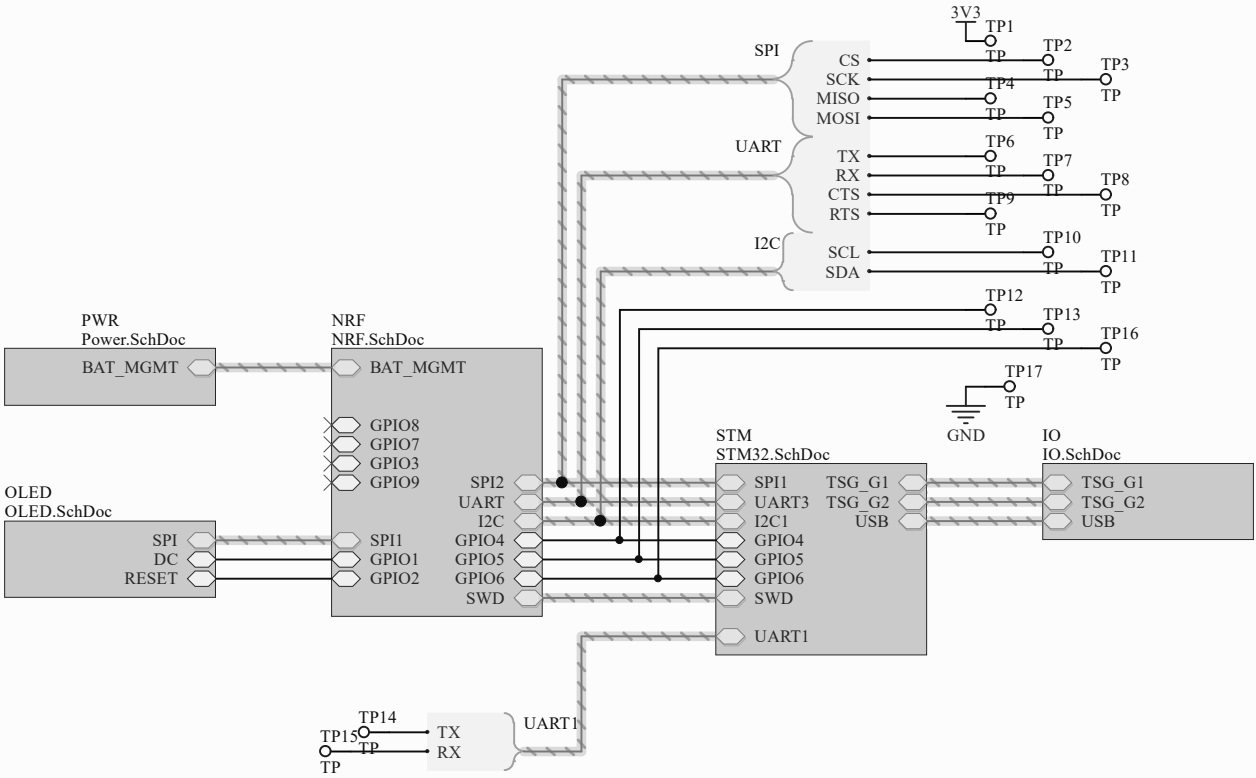 3V3
TP1
TP
SPI
CS
TP2
TP
SCK
TP3
TP
MISO
TP4
TP
MOSI
TP5
TP
UART
TX
TP6
TP
RX
TP7
TP
CTS
TP8
TP
RTS
TP9
TP
I2C
SCL
TP10
TP
SDA
TP11
TP
TP12
TP
TP13
TP
TP16
TP
TP17
TP
GND
PWR
Power.SchDoc
BAT_MGMT
NRF
NRF.SchDoc
BAT_MGMT
GPIO8
GPIO7
GPIO3
GPIO9
SPI2
UART
I2C
GPIO4
GPIO5
GPIO6
SWD
SPI1
GPIO1
GPIO2
OLED
OLED.SchDoc
SPI
DC
RESET
STM
STM32.SchDoc
SPI1
UART3
I2C1
GPIO4
GPIO5
GPIO6
SWD
UART1
TSG_G1
TSG_G2
USB
IO
IO.SchDoc
TSG_G1
TSG_G2
USB
TP14
TP
TP15
TP
TX
RX
UART1